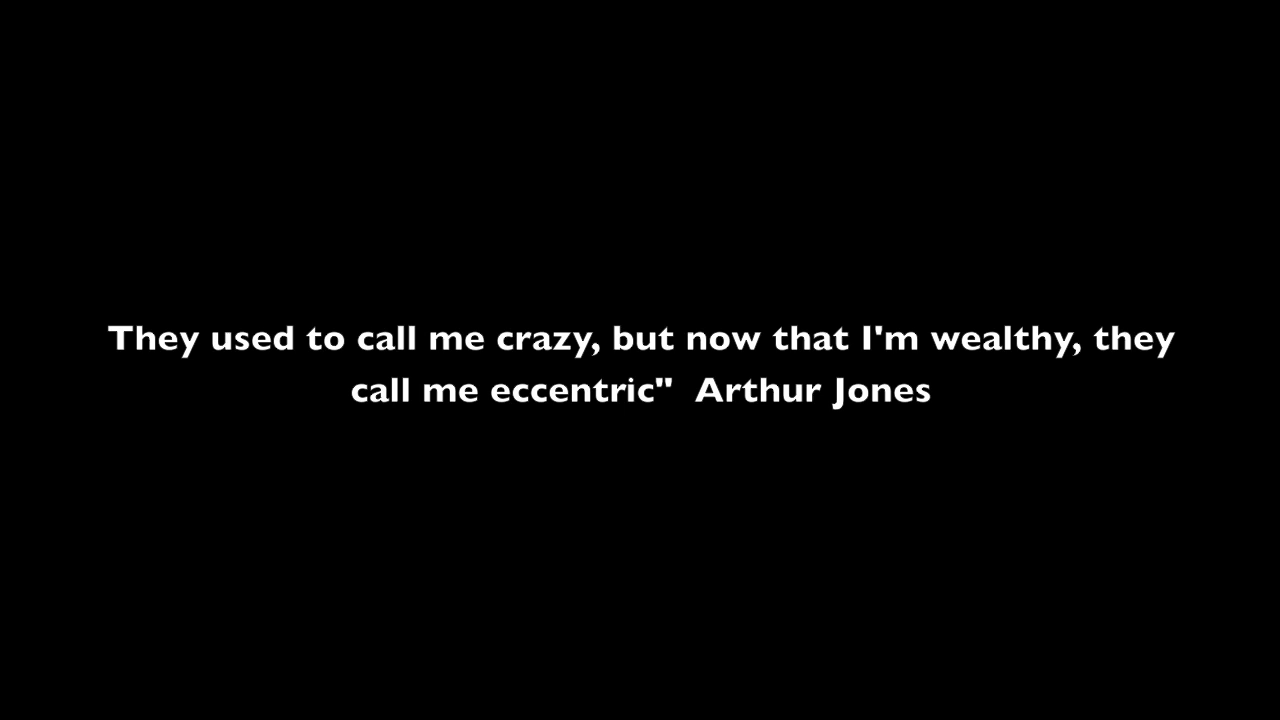 They used to call me crazy, but now that I'm wealthy, they
call me eccentric"  Arthur Jones